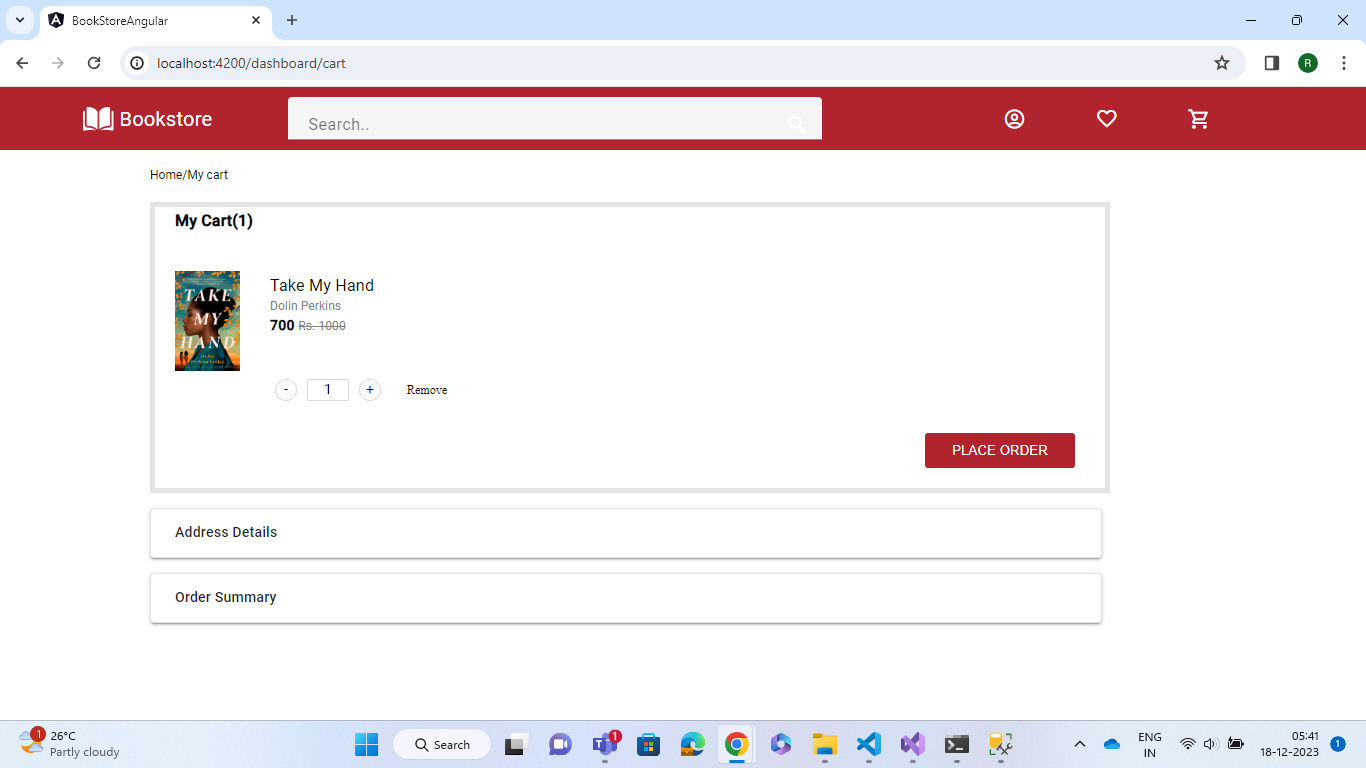 BookStoreAngular
localhost:4200/dashboard/cart
R
Bookstore
Search..
Home/My cart
My Cart(1)
TAKE
MY
HAND
Take My Hand
Dolin Perkins
700 Rs. 1000
- 1 + Remove
PLACE ORDER
Address Details
Order Summary
1
26°C
Partly cloudy
Search
1
ENG
IN
05:41
18-12-2023
1